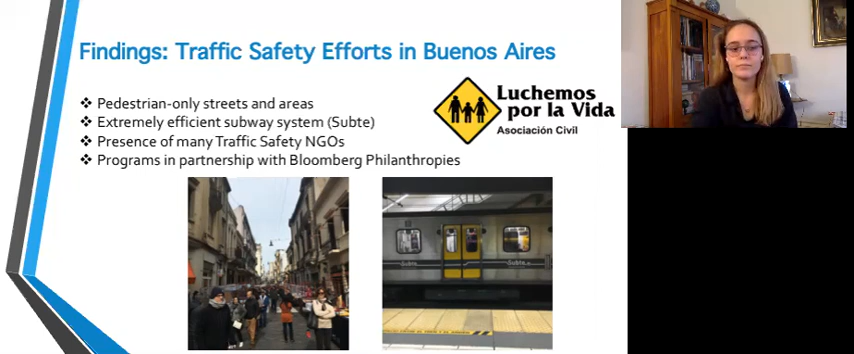 Findings: Traffic Safety Efforts in Buenos Aires
❖ Pedestrian-only streets and areas
❖ Extremely efficient subway system (Subte)
❖ Presence of many Traffic Safety NGOs
❖ Programs in partnership with Bloomberg Philanthropies
Luchemos
por la Vida
Asociación Civil
Subte
Subte